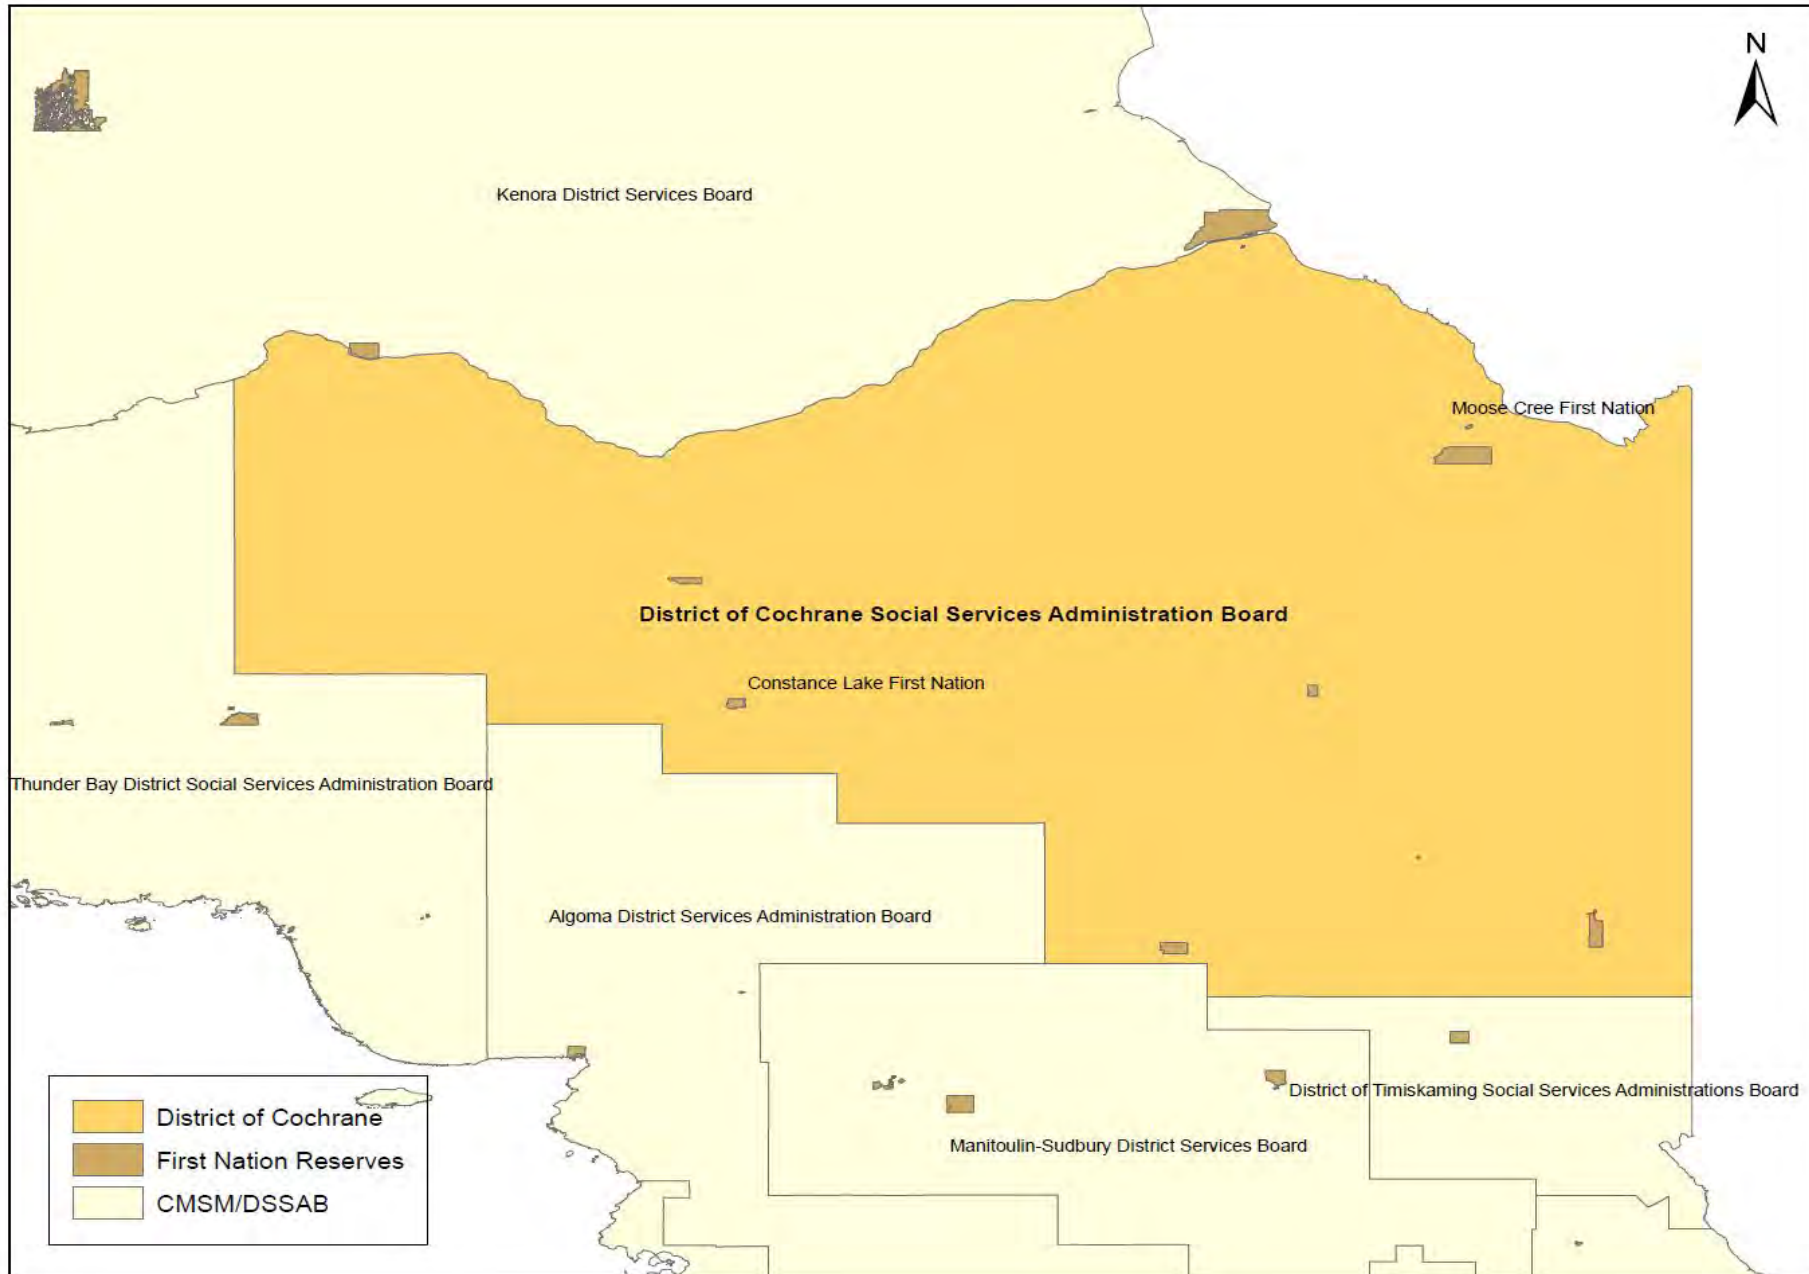 N
Kenora District Services Board
Moose Cree First Nation
District of Cochrane Social Services Administration Board
Constance Lake First Nation
Thunder Bay District Social Services Administration Board
Algoma District Services Administration Board
District of Timiskaming Social Services Administrations Board
Manitoulin-Sudbury District Services Board
District of Cochrane
First Nation Reserves
CMSM/DSSAB